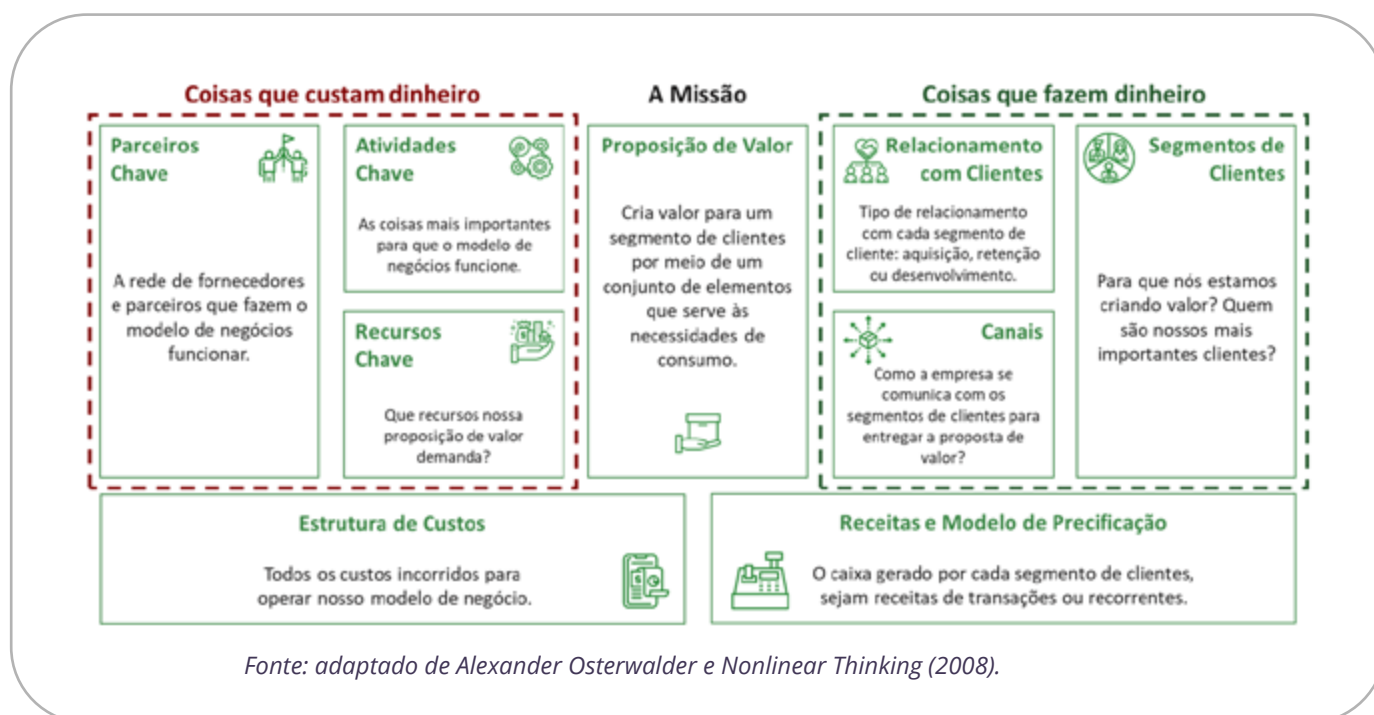 Coisas que custam dinheiro
A Missão
Coisas que fazem dinheiro
Parceiros
Chave
A rede de fornecedores
e parceiros que fazem o
modelo de negócios
funcionar.
Atividades
Chave
As coisas mais importantes
para que o modelo de
negócios funcione.
Recursos
Chave
Que recursos nossa
proposição de valor
demanda?
Proposição de Valor
Cria valor para um
segmento de clientes
por meio de um
conjunto de elementos
que serve às
necessidades de
consumo.
Relacionamento
com Clientes
Tipo de relacionamento
com cada segmento de
cliente: aquisição, retenção
ou desenvolvimento.
Canais
Como a empresa se
comunica com os
segmentos de clientes para
entregar a proposta de
valor?
Segmentos de
Clientes
Para que nós estamos
criando valor? Quem
são nossos mais
importantes clientes?
Estrutura de Custos
Todos os custos incorridos para
operar nosso modelo de negócio.
Receitas e Modelo de Precificação
O caixa gerado por cada segmento de clientes,
sejam receitas de transações ou recorrentes.
Fonte: adaptado de Alexander Osterwalder e Nonlinear Thinking (2008).